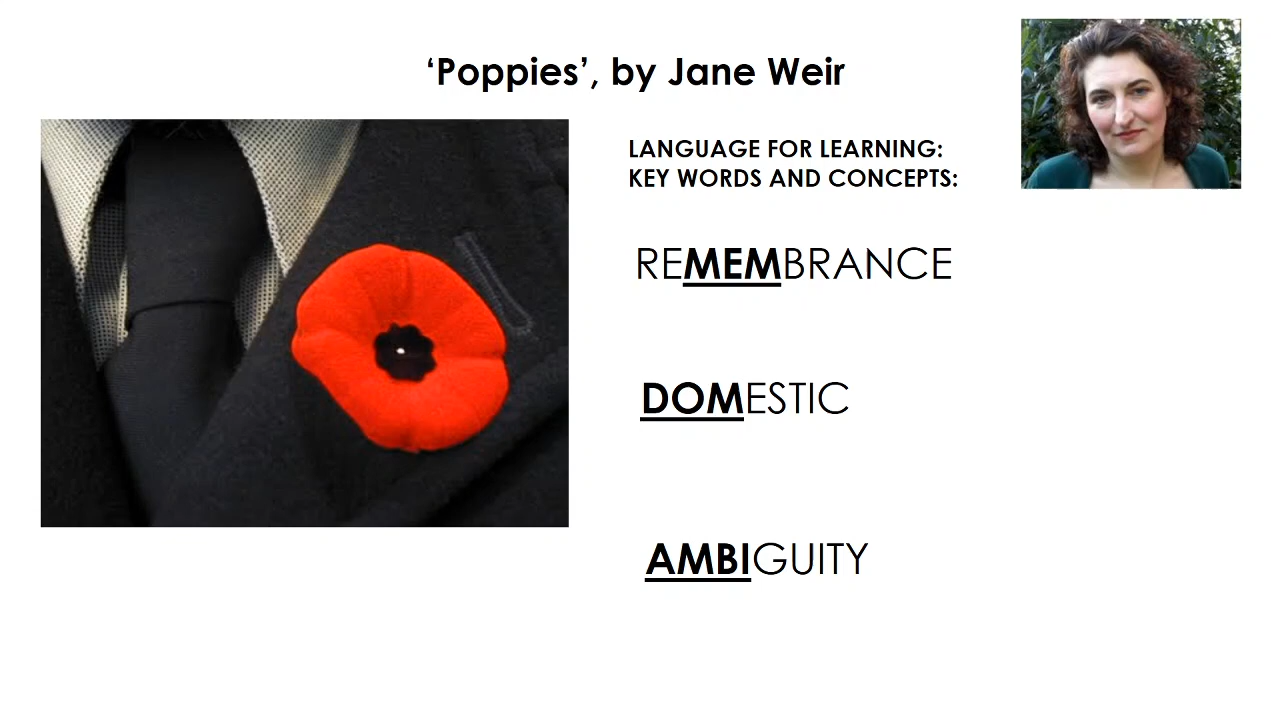 ‘Poppies’, by Jane Weir
LANGUAGE FOR LEARNING:
KEY WORDS AND CONCEPTS:
REMEMBRANCE
DOMESTIC
AMBIGUITY